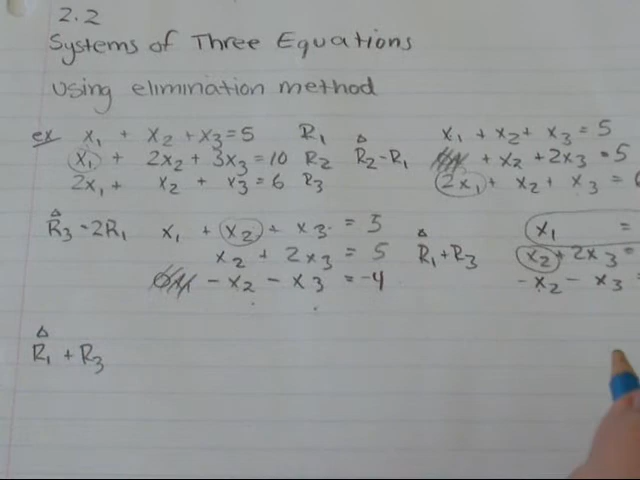 2.2
Systems of Three Equations
using elimination method
ex x₁ + x₂ + x₃ = 5 R₁ x₁ + x₂ + x₃ = 5
x₁ + 2x₂ + 3x₃ = 10 R₂ R₂ - R₁ + x₂ + 2x₃ = 5
2x₁ + x₂ + x₃ = 6 R₃ 2x₁ + x₂ + x₃ =
R₃ - 2R₁ x₁ + x₂ + x₃ = 5 x₁ =
x₂ + 2x₃ = 5 R₁ + R₃ x₂ + 2x₃ =
- x₂ - x₃ = -4 - x₂ - x₃ =
R₁ + R₃